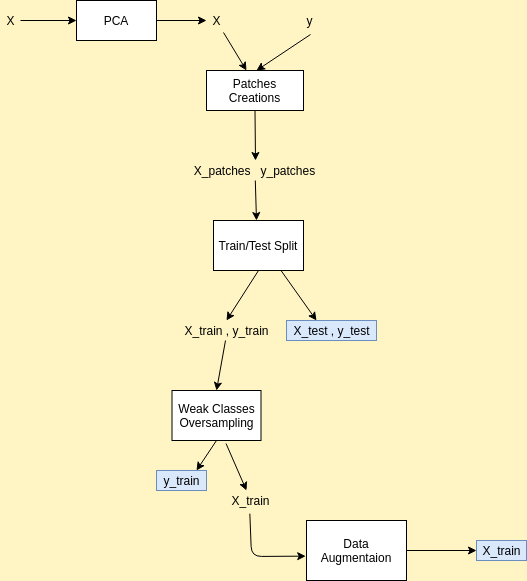 X PCA X y
Patches
Creations
X_patches y_patches
Train/Test Split
X_train , y_train X_test , y_test
Weak Classes
Oversampling
y_train
X_train
Data
Augmentaion
X_train